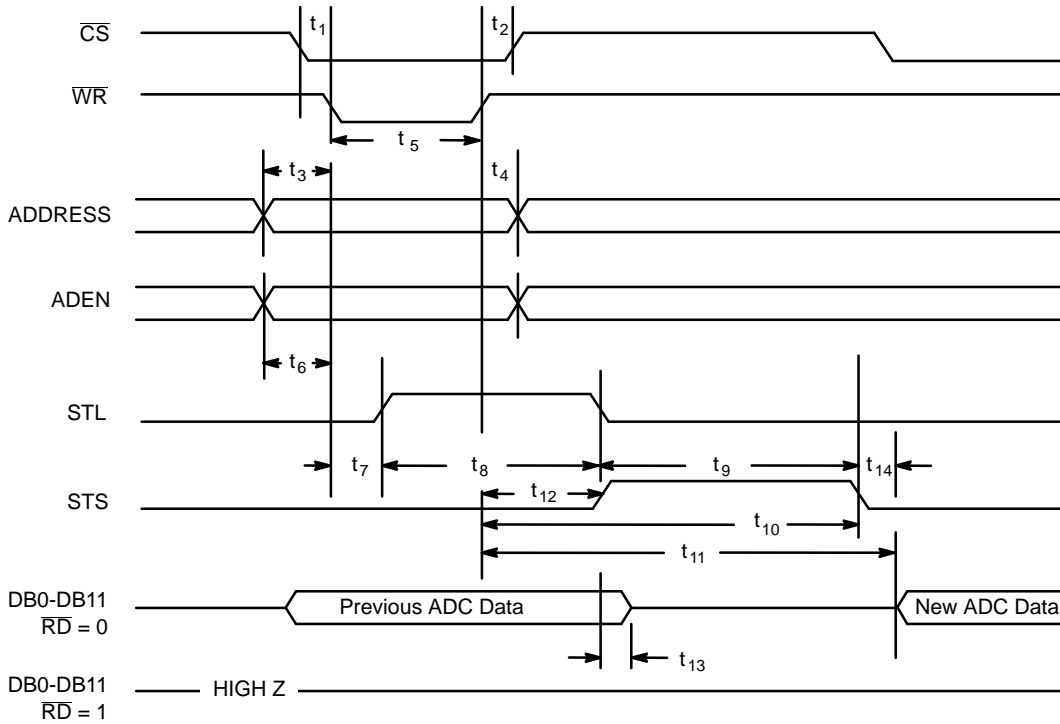 CS
t1
t2
WR
t5
t3
t4
ADDRESS
ADEN
t6
STL
t7
t8
t9
t14
STS
t12
t10
t11
DB0-DB11
RD = 0
Previous ADC Data
New ADC Data
t13
DB0-DB11
RD = 1
HIGH Z